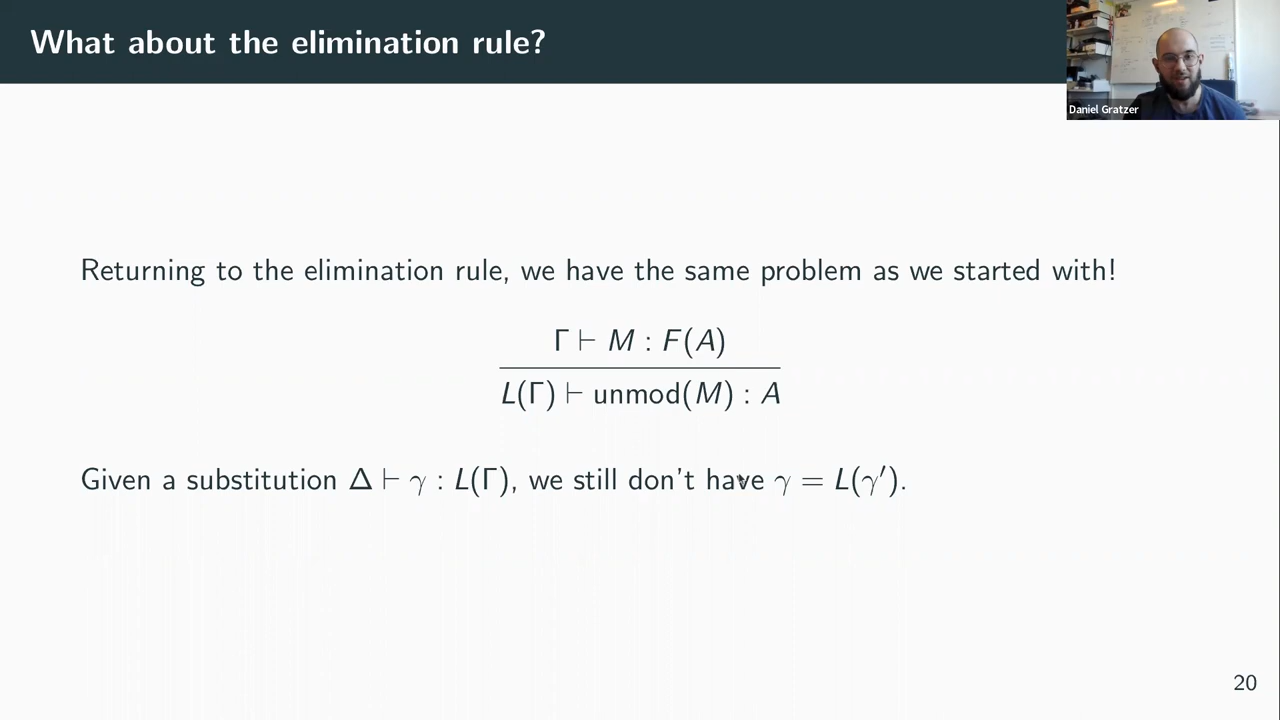 What about the elimination rule?
Daniel Gratzer
Returning to the elimination rule, we have the same problem as we started with!
Γ ⊢ M : F(A)
L(Γ) ⊢ unmod(M) : A
Given a substitution Δ ⊢ γ : L(Γ), we still don't have γ = L(γ′).
20